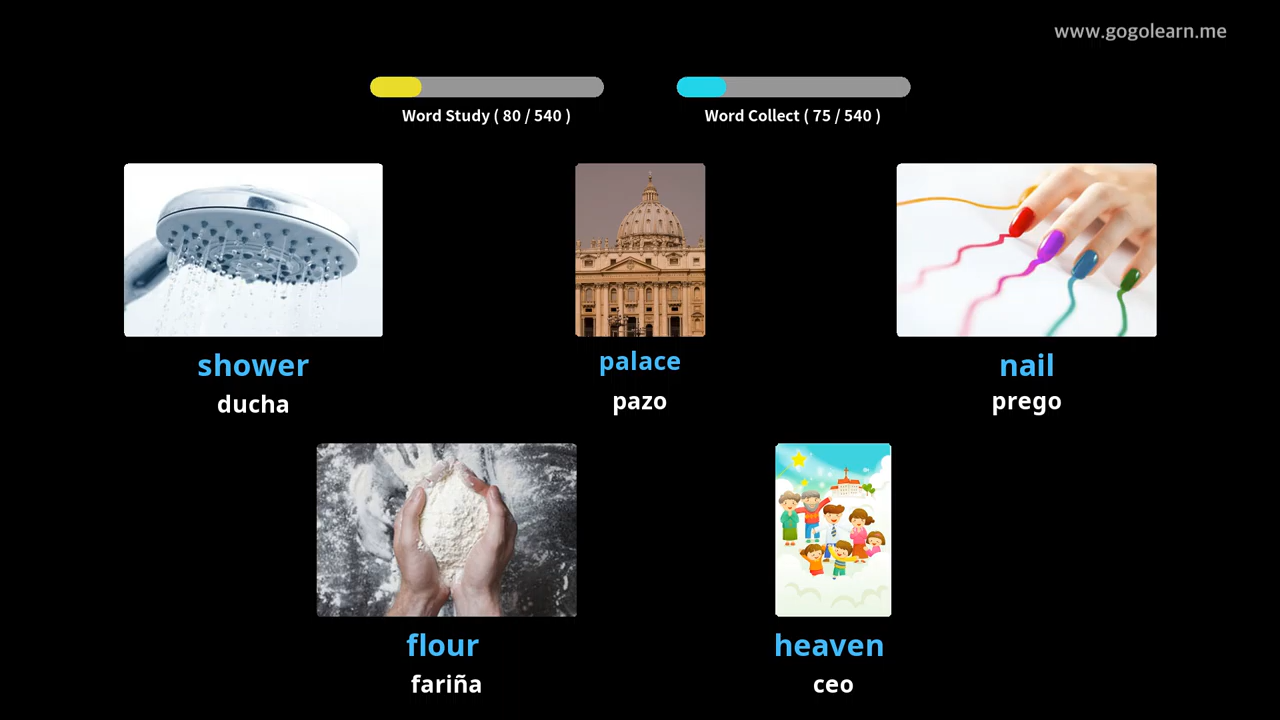 www.gogolearn.me
Word Study ( 80 / 540 )
Word Collect ( 75 / 540 )
shower
ducha
palace
pazo
nail
prego
flour
fariña
heaven
ceo